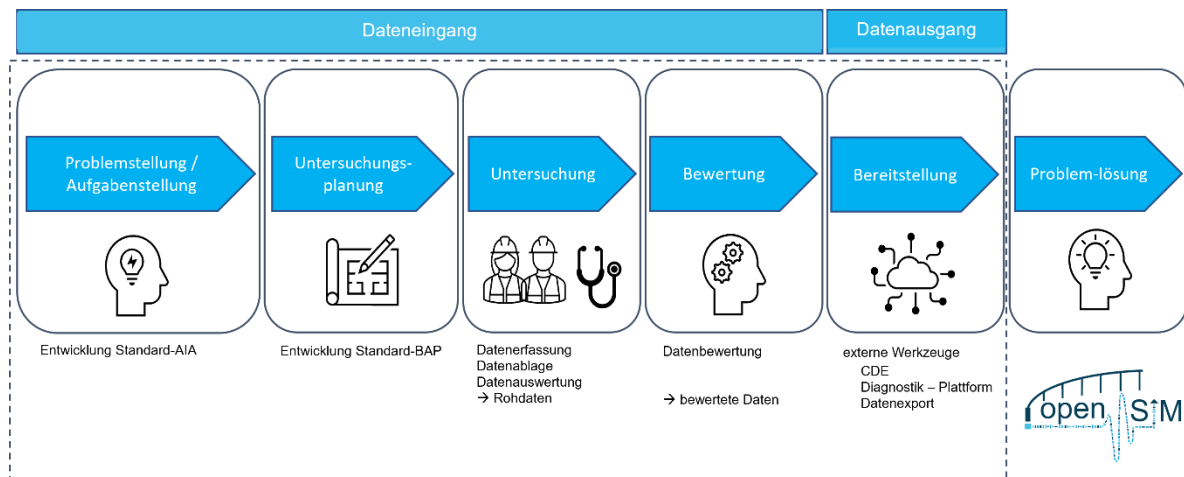 Dateneingang
Datenausgang
Problemstellung /
Aufgabenstellung
Untersuchungs-
planung
Untersuchung
Bewertung
Bereitstellung
Problem-lösung
Entwicklung Standard-AIA
Entwicklung Standard-BAP
Datenerfassung
Datenablage
Datenauswertung
→ Rohdaten
Datenbewertung
→ bewertete Daten
externe Werkzeuge
CDE
Diagnostik – Plattform
Datenexport
open SIM